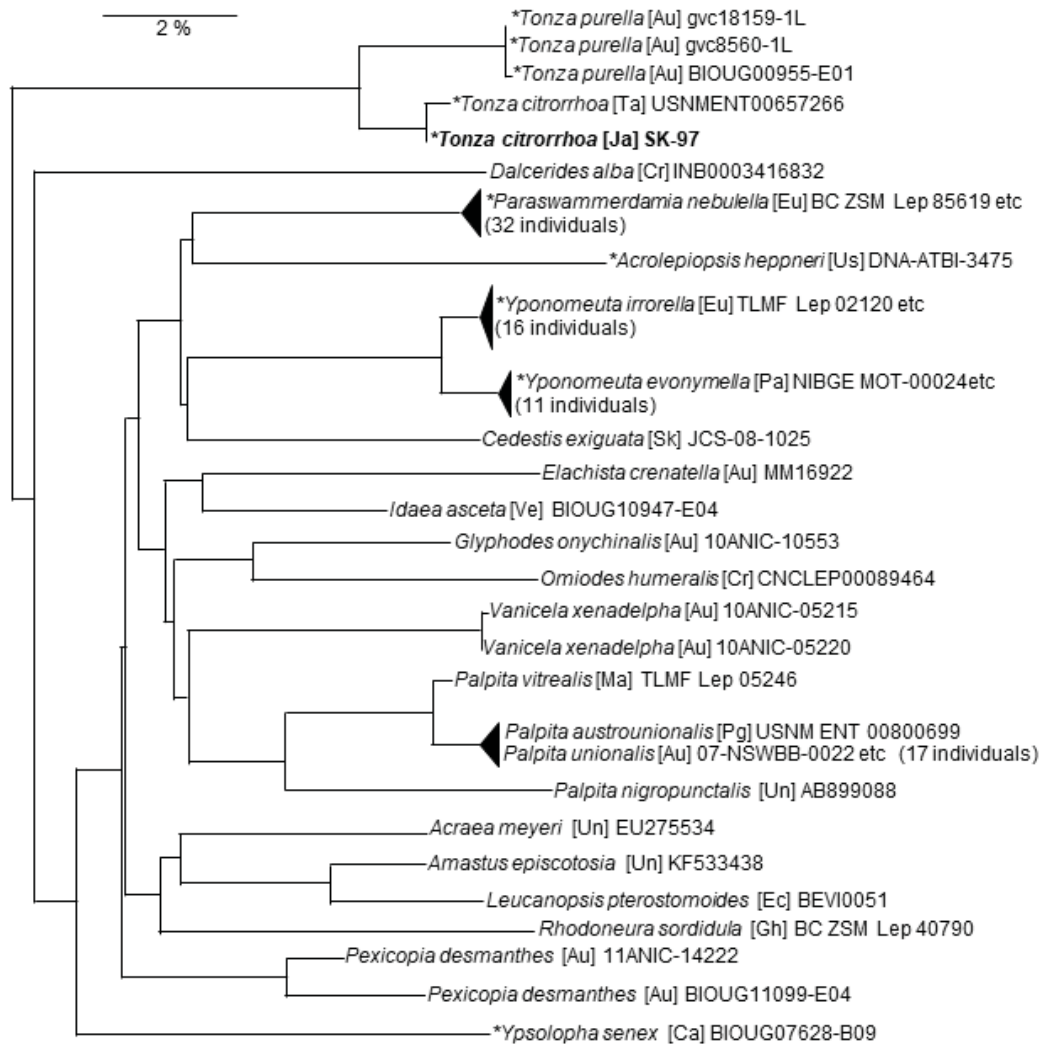 2 %
*Tonza purella [Au] gvc18159-1L
*Tonza purella [Au] gvc8560-1L
*Tonza purella [Au] BIOUG00955-E01
*Tonza citrorrhoa [Ta] USNMENT00657266
*Tonza citrorrhoa [Ja] SK-97
Dalcerides alba [Cr] INB0003416832
*Paraswammerdamia nebulella [Eu] BC ZSM Lep 85619 etc
(32 individuals)
*Acrolepiopsis heppneri [Us] DNA-ATBI-3475
*Yponomeuta irrorella [Eu] TLMF Lep 02120 etc
(16 individuals)
*Yponomeuta evonymella [Pa] NIBGE MOT-00024etc
(11 individuals)
Cedestis exiguata [Sk] JCS-08-1025
Elachista crenatella [Au] MM16922
Idaea asceta [Ve] BIOUG10947-E04
Glyphodes onychinalis [Au] 10ANIC-10553
Omiodes humeralis [Cr] CNCLEP00089464
Vanicela xenadelpha [Au] 10ANIC-05215
Vanicela xenadelpha [Au] 10ANIC-05220
Palpita vitrealis [Ma] TLMF Lep 05246
Palpita austrounionalis [Pg] USNM ENT 00800699
Palpita unionalis [Au] 07-NSWBB-0022 etc (17 individuals)
Palpita nigropunctalis [Un] AB899088
Acraea meyeri [Un] EU275534
Amastus episcotosia [Un] KF533438
Leucanopsis pterostomoides [Ec] BEVI0051
Rhodoneura sordidula [Gh] BC ZSM Lep 40790
Pexicopia desmanthes [Au] 11ANIC-14222
Pexicopia desmanthes [Au] BIOUG11099-E04
*Ypsolopha senex [Ca] BIOUG07628-B09